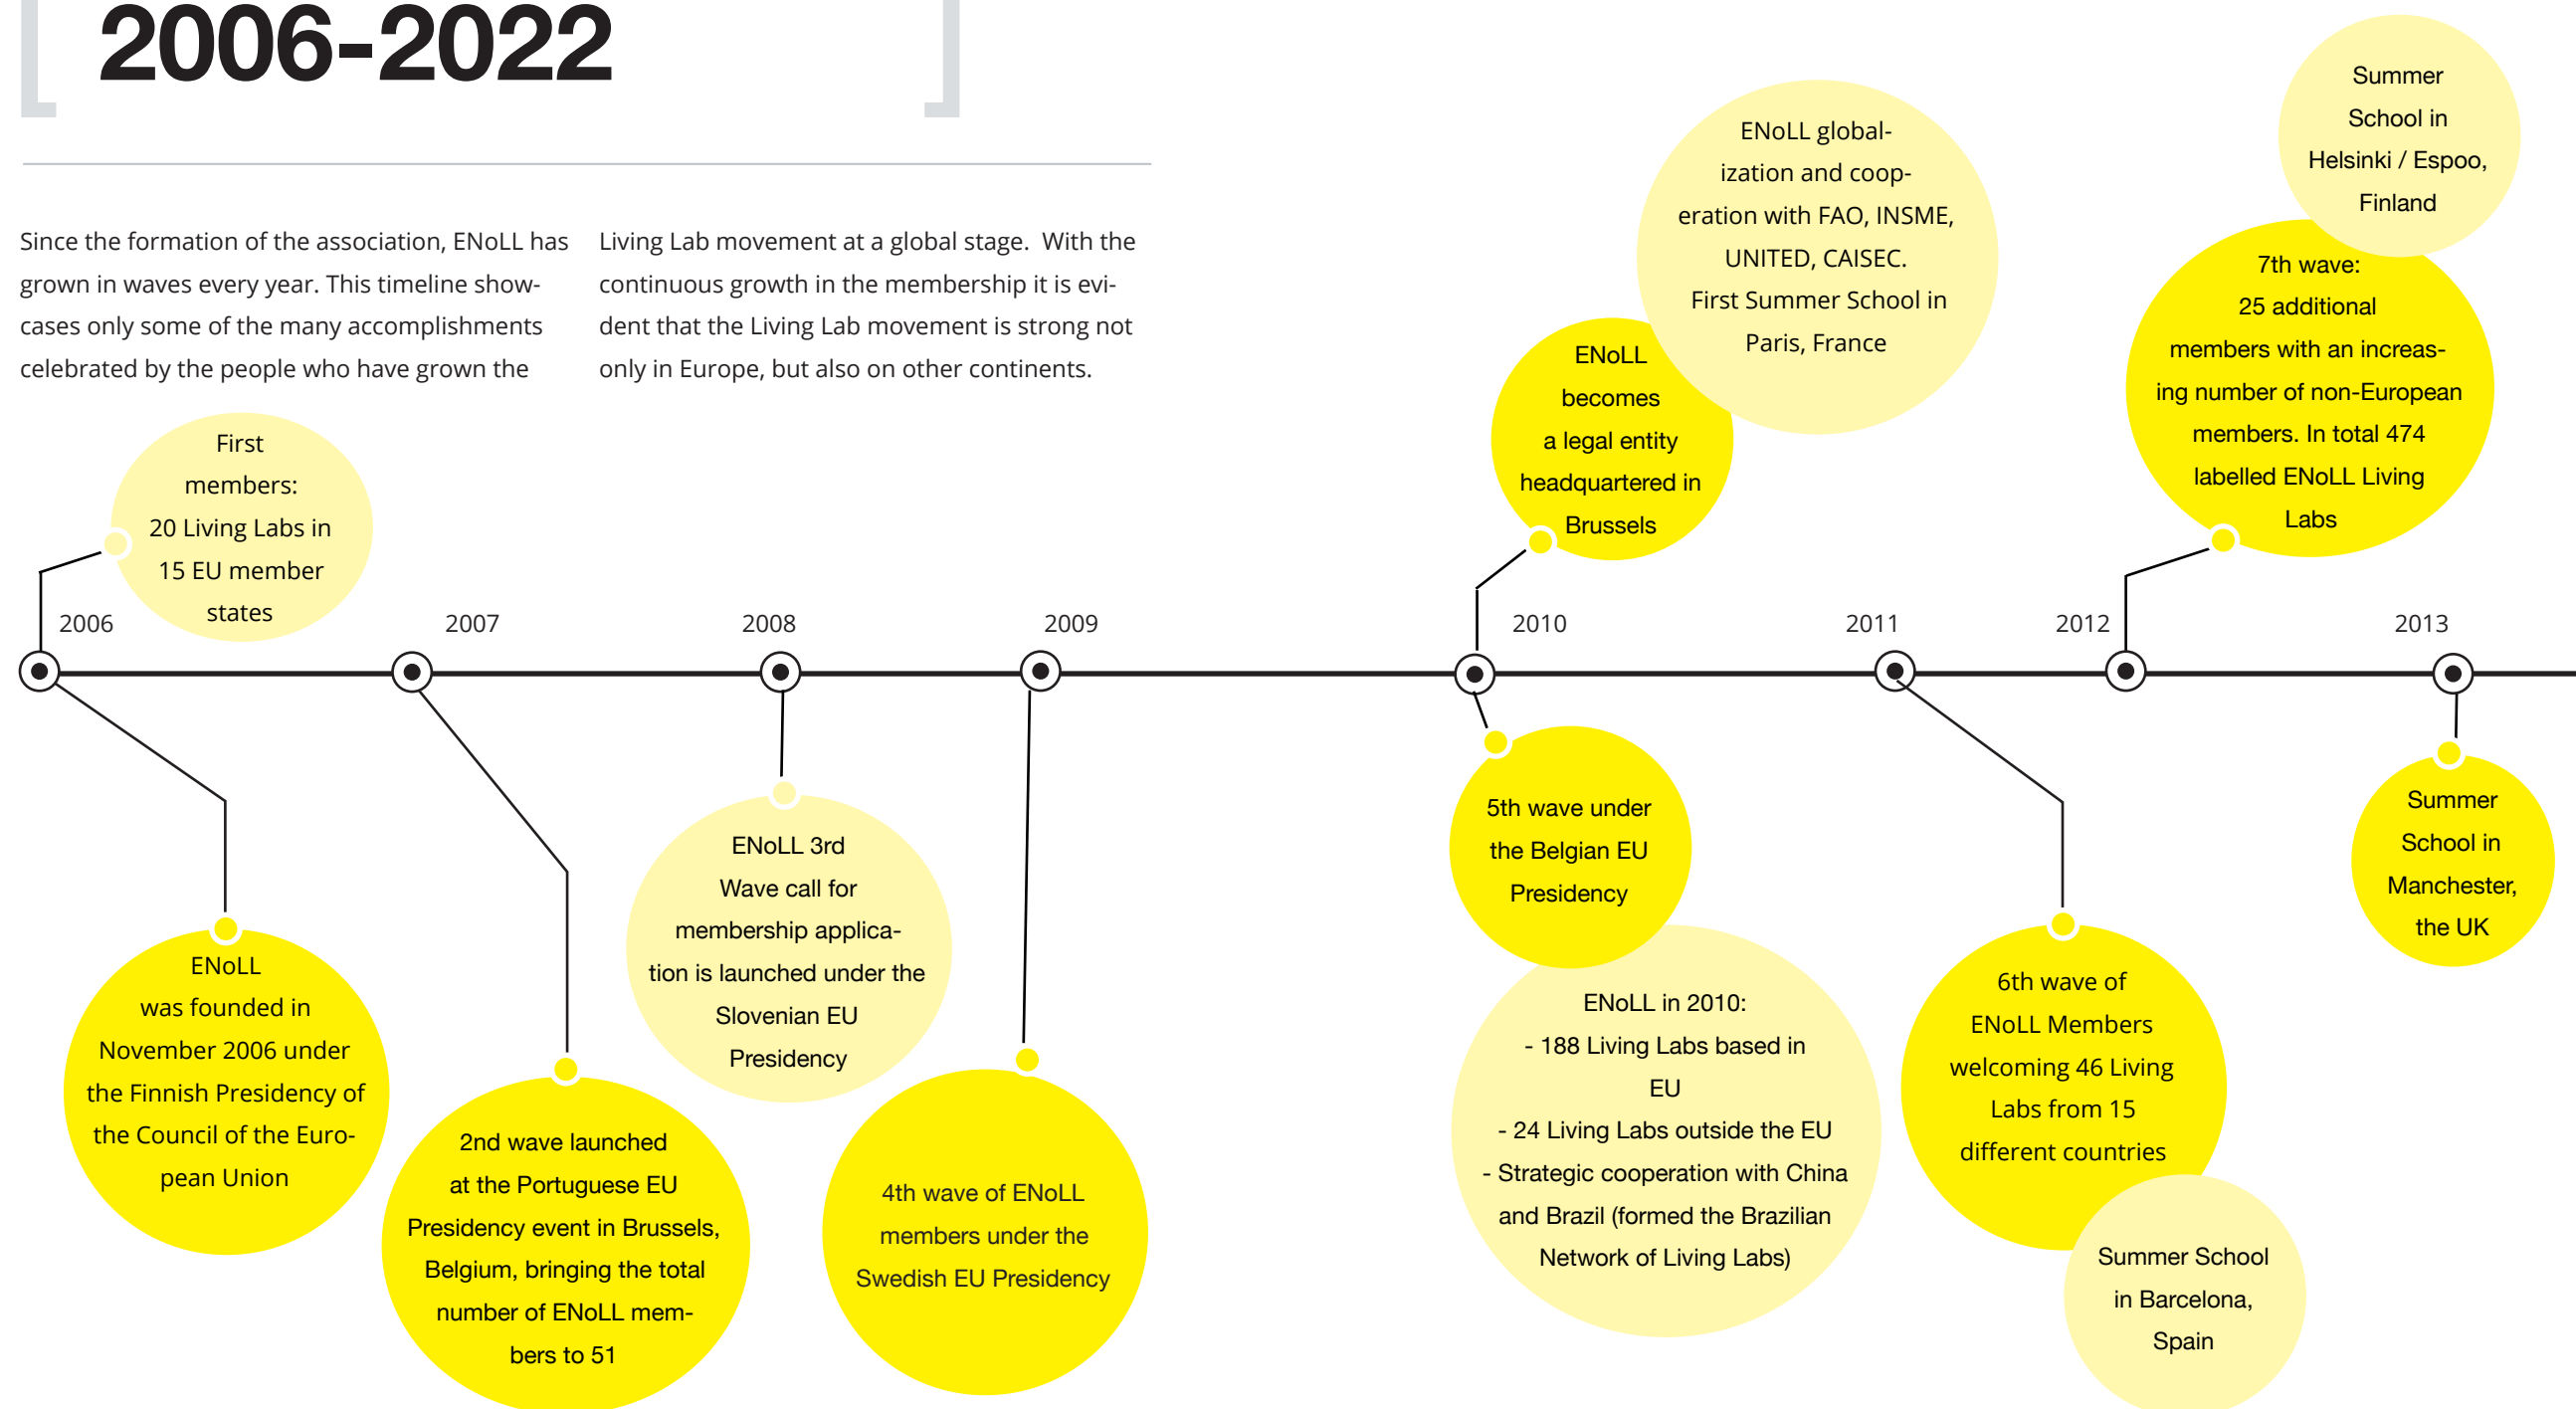 2006-2022
Since the formation of the association, ENoLL has
grown in waves every year. This timeline show-
cases only some of the many accomplishments
celebrated by the people who have grown the
Living Lab movement at a global stage.  With the
continuous growth in the membership it is evi-
dent that the Living Lab movement is strong not
only in Europe, but also on other continents.
First
members:
20 Living Labs in
15 EU member
states
2006
ENoLL
was founded in
November 2006 under
the Finnish Presidency of
the Council of the Euro-
pean Union
2007
2nd wave launched
at the Portuguese EU
Presidency event in Brussels,
Belgium, bringing the total
number of ENoLL mem-
bers to 51
2008
ENoLL 3rd
Wave call for
membership applica-
tion is launched under the
Slovenian EU
Presidency
2009
4th wave of ENoLL
members under the
Swedish EU Presidency
ENoLL global-
ization and coop-
eration with FAO, INSME,
UNITED, CAISEC.
First Summer School in
Paris, France
ENoLL
becomes
a legal entity
headquartered in
Brussels
2010
5th wave under
the Belgian EU
Presidency
ENoLL in 2010:
- 188 Living Labs based in
EU
- 24 Living Labs outside the EU
- Strategic cooperation with China
and Brazil (formed the Brazilian
Network of Living Labs)
2011
6th wave of
ENoLL Members
welcoming 46 Living
Labs from 15
different countries
Summer School
in Barcelona,
Spain
Summer
School in
Helsinki / Espoo,
Finland
7th wave:
25 additional
members with an increas-
ing number of non-European
members. In total 474
labelled ENoLL Living
Labs
2012
2013
Summer
School in
Manchester,
the UK